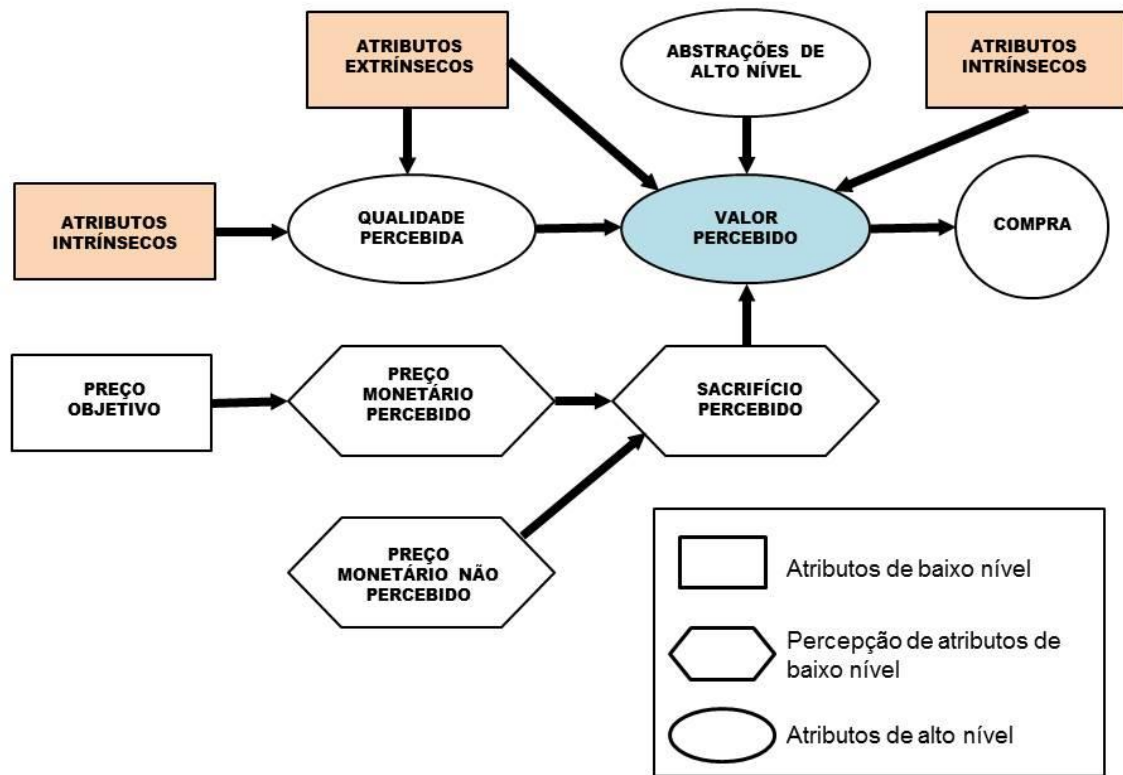 ATRIBUTOS
EXTRÍNSECOS
ABSTRAÇÕES DE
ALTO NÍVEL
ATRIBUTOS
INTRÍNSECOS
ATRIBUTOS
INTRÍNSECOS
QUALIDADE
PERCEBIDA
VALOR
PERCEBIDO
COMPRA
PREÇO
OBJETIVO
PREÇO
MONETÁRIO
PERCEBIDO
SACRIFÍCIO
PERCEBIDO
PREÇO
MONETÁRIO NÃO
PERCEBIDO
Atributos de baixo nível
Percepção de atributos de
baixo nível
Atributos de alto nível